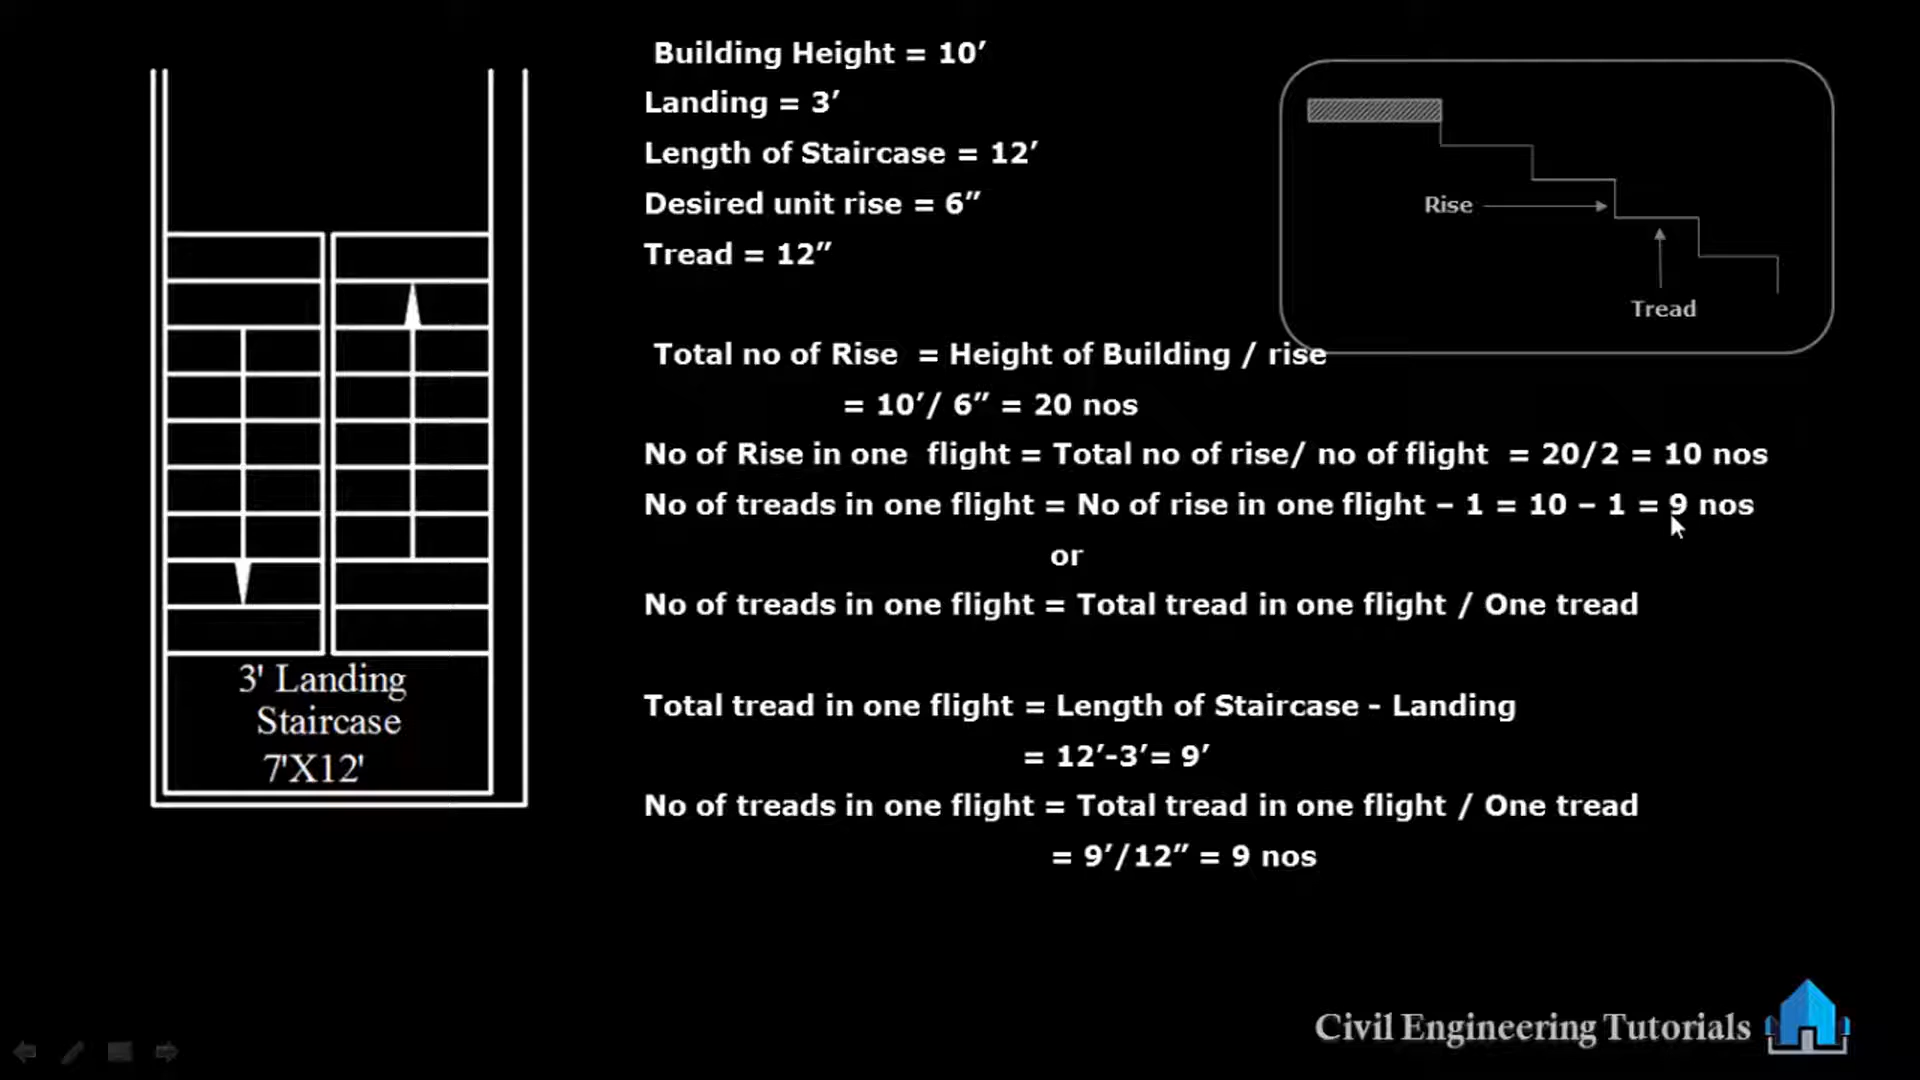 Building Height = 10’
Landing = 3’
Length of Staircase = 12’
Desired unit rise = 6”
Tread = 12”
Rise
Tread
Total no of Rise = Height of Building / rise
= 10’/ 6” = 20 nos
No of Rise in one flight = Total no of rise/ no of flight = 20/2 = 10 nos
No of treads in one flight = No of rise in one flight – 1 = 10 – 1 = 9 nos
or
No of treads in one flight = Total tread in one flight / One tread
Total tread in one flight = Length of Staircase - Landing
= 12’-3’= 9’
No of treads in one flight = Total tread in one flight / One tread
= 9’/12” = 9 nos
3' Landing
Staircase
7'X12'
Civil Engineering Tutorials